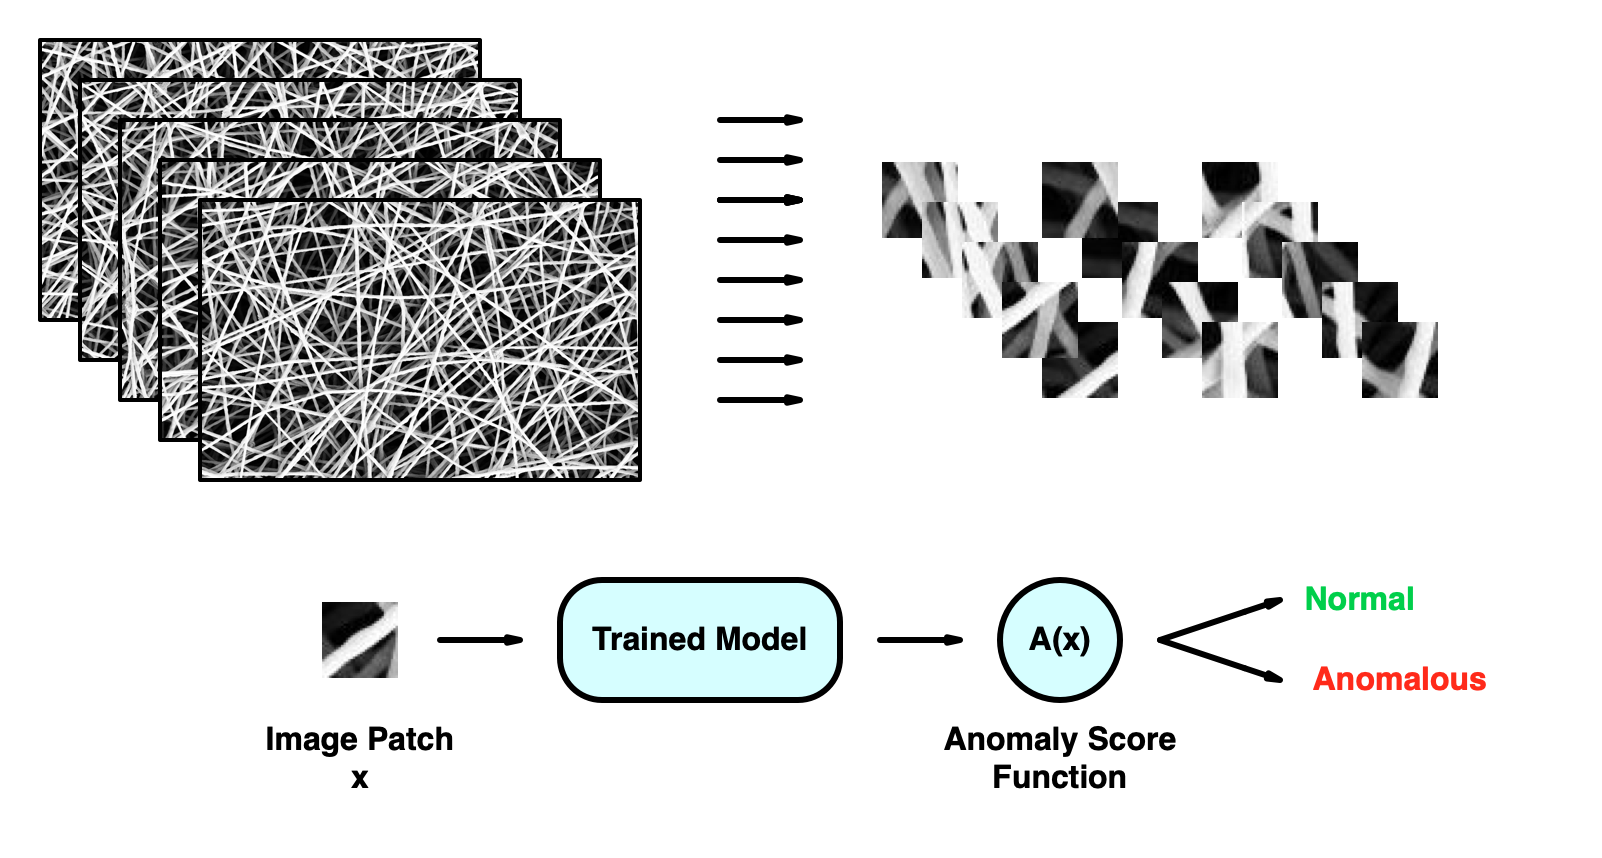 Trained Model
A(x)
Normal
Anomalous
Image Patch
x
Anomaly Score
Function